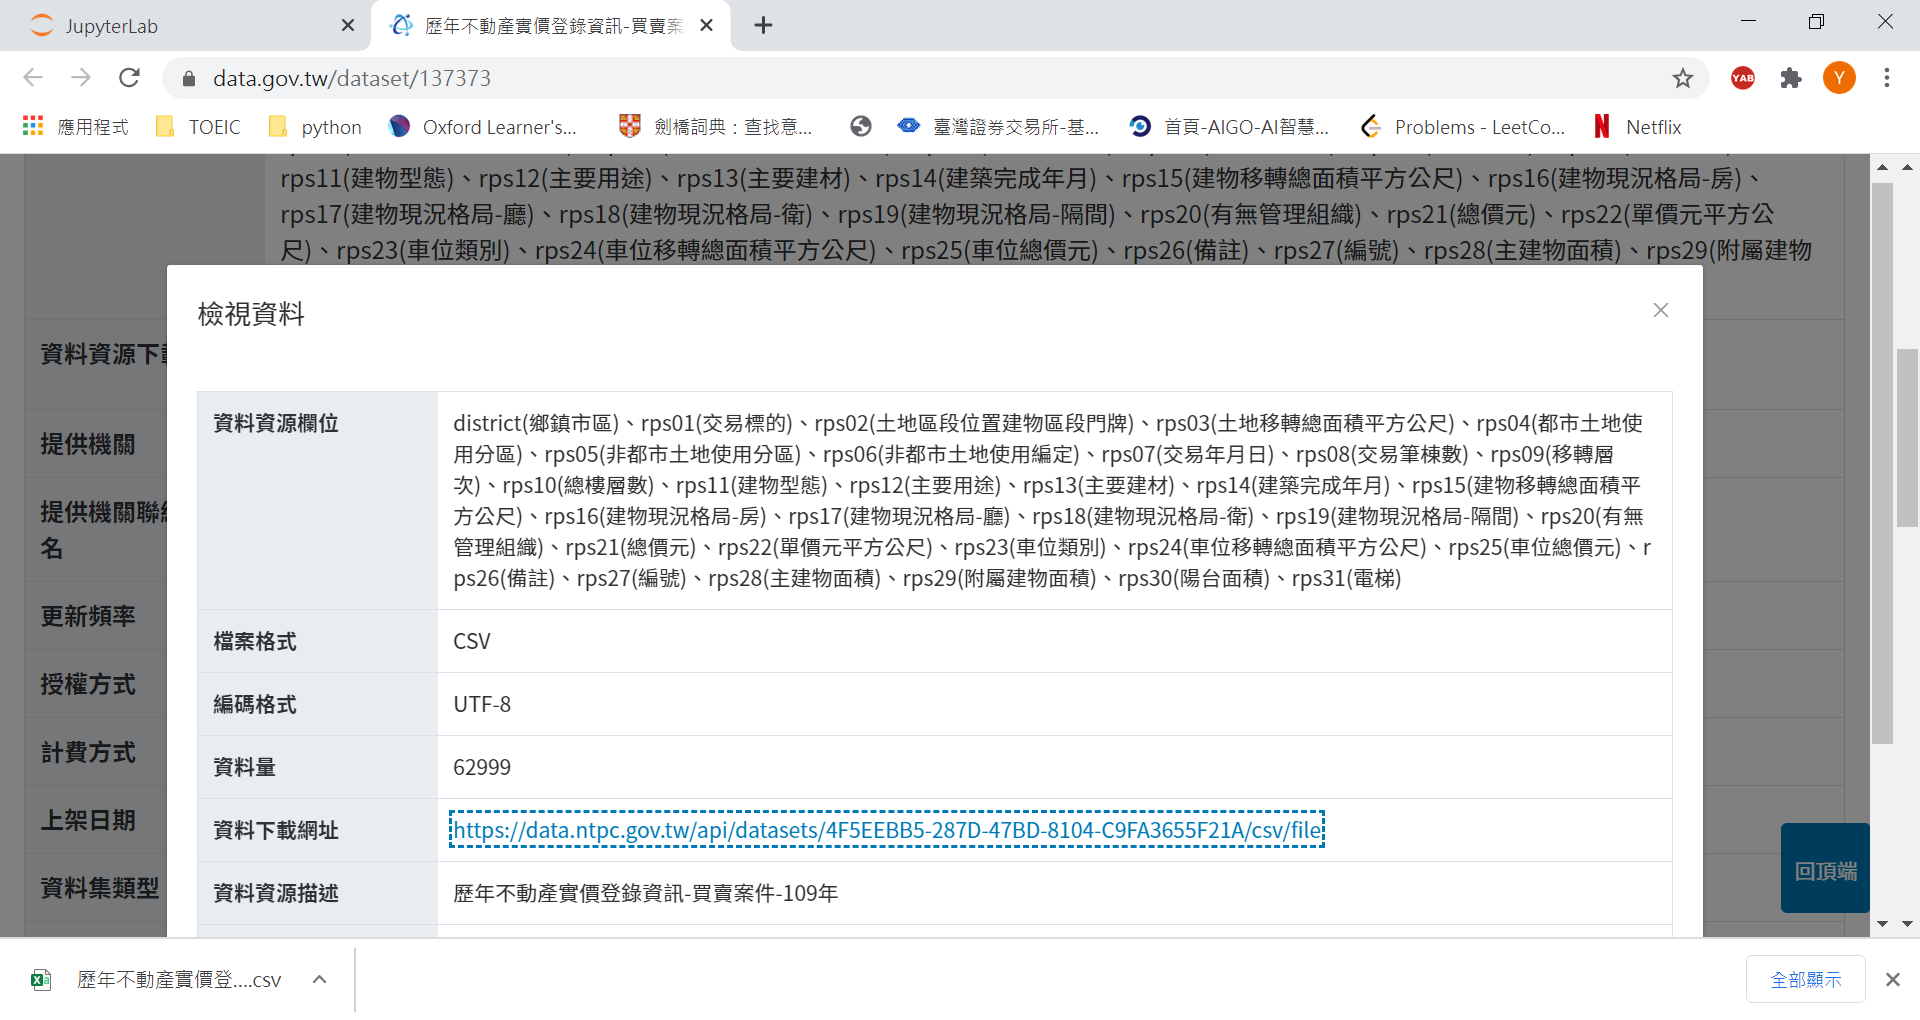 JupyterLab
歷年不動產實價登錄資訊-買賣案
data.gov.tw/dataset/137373
YAB
Y
應用程式
TOEIC
python
Oxford Learner's...
劍橋詞典：查找意...
臺灣證券交易所-基...
首頁-AIGO-AI智慧...
Problems - LeetCo...
Netflix
rps11(建物型態)、rps12(主要用途)、rps13(主要建材)、rps14(建築完成年月)、rps15(建物移轉總面積平方公尺)、rps16(建物現況格局-房)、
rps17(建物現況格局-廳)、rps18(建物現況格局-衛)、rps19(建物現況格局-隔間)、rps20(有無管理組織)、rps21(總價元)、rps22(單價元平方公
尺)、rps23(車位類別)、rps24(車位移轉總面積平方公尺)、rps25(車位總價元)、rps26(備註)、rps27(編號)、rps28(主建物面積)、rps29(附屬建物
資料資源下
提供機關
提供機關聯
名
更新頻率
授權方式
計費方式
上架日期
資料集類型
檢視資料
資料資源欄位
district(鄉鎮市區)、rps01(交易標的)、rps02(土地區段位置建物區段門牌)、rps03(土地移轉總面積平方公尺)、rps04(都市土地使
用分區)、rps05(非都市土地使用分區)、rps06(非都市土地使用編定)、rps07(交易年月日)、rps08(交易筆棟數)、rps09(移轉層
次)、rps10(總樓層數)、rps11(建物型態)、rps12(主要用途)、rps13(主要建材)、rps14(建築完成年月)、rps15(建物移轉總面積平
方公尺)、rps16(建物現況格局-房)、rps17(建物現況格局-廳)、rps18(建物現況格局-衛)、rps19(建物現況格局-隔間)、rps20(有無
管理組織)、rps21(總價元)、rps22(單價元平方公尺)、rps23(車位類別)、rps24(車位移轉總面積平方公尺)、rps25(車位總價元)、r
ps26(備註)、rps27(編號)、rps28(主建物面積)、rps29(附屬建物面積)、rps30(陽台面積)、rps31(電梯)
檔案格式
CSV
編碼格式
UTF-8
資料量
62999
資料下載網址
https://data.ntpc.gov.tw/api/datasets/4F5EEBB5-287D-47BD-8104-C9FA3655F21A/csv/file
資料資源描述
歷年不動產實價登錄資訊-買賣案件-109年
回頂端
歷年不動產實價登....csv
全部顯示